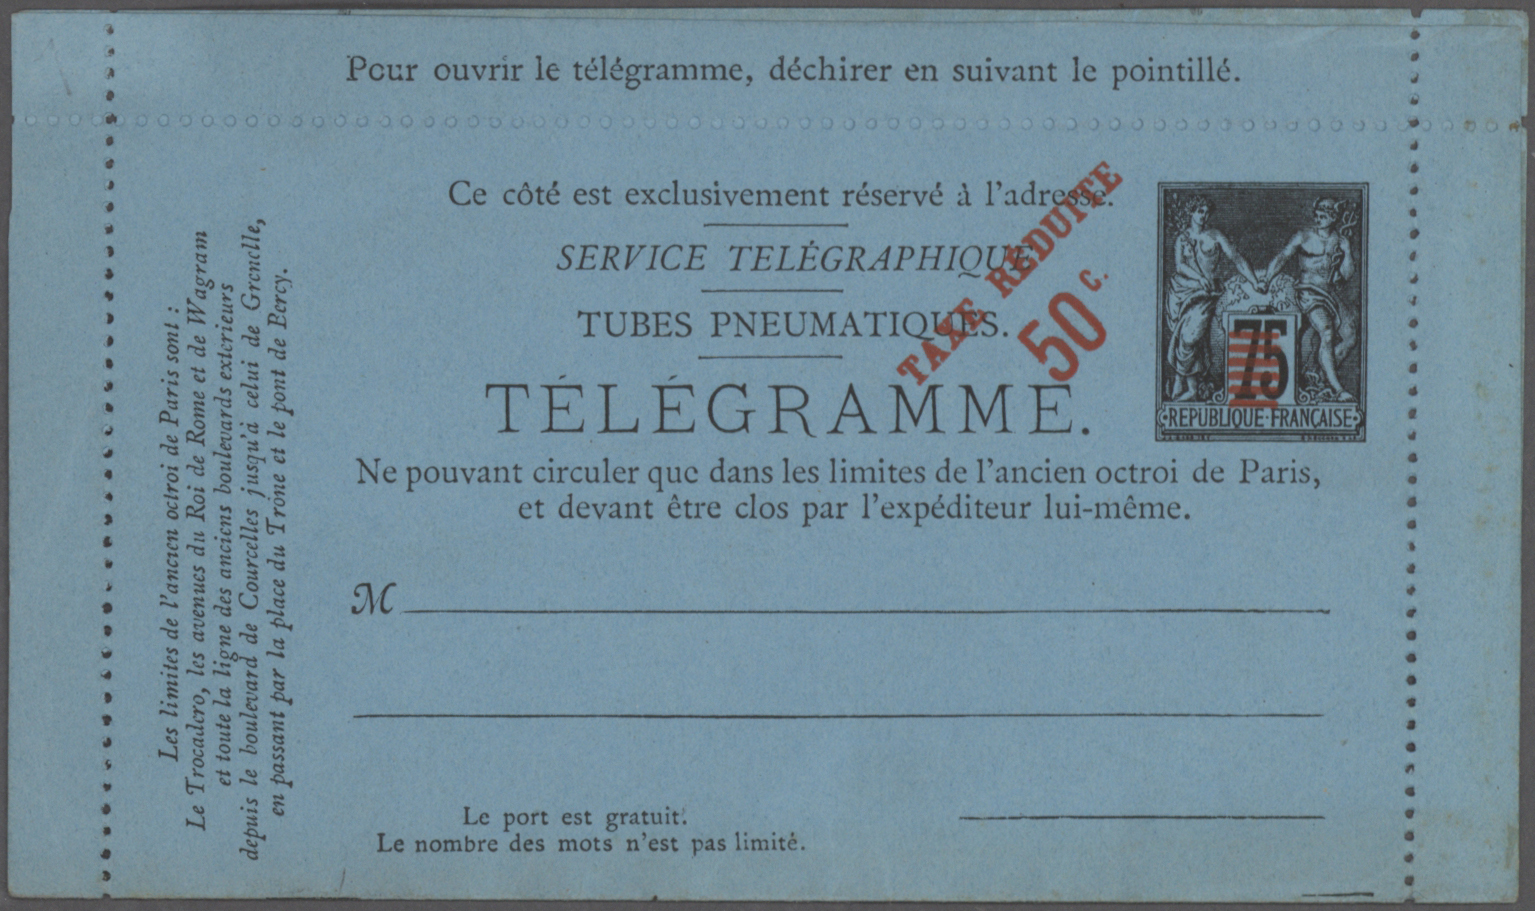 Pour ouvrir le télégramme, déchirer en suivant le pointillé.
Ce côté est exclusivement réservé à l'adresse.
SERVICE TELÉGRAPHIQUE
TUBES PNEUMATIQUES.
TAXE RÉDUITE
50 c.
75
REPUBLIQUE·FRANÇAISE
TÉLÉGRAMME.
Ne pouvant circuler que dans les limites de l'ancien octroi de Paris,
et devant être clos par l'expéditeur lui-même.
M
Le port est gratuit.
Le nombre des mots n'est pas limité.
Les limites de l'ancien octroi de Paris sont :
Le Trocadero, les avenues du Roi de Rome et de Wagram
et toute la ligne des anciens boulevards exterieurs
depuis le boulevard de Courcelles jusqu'à celui de Grenelle,
en passant par la place du Trone et le pont de Bercy.